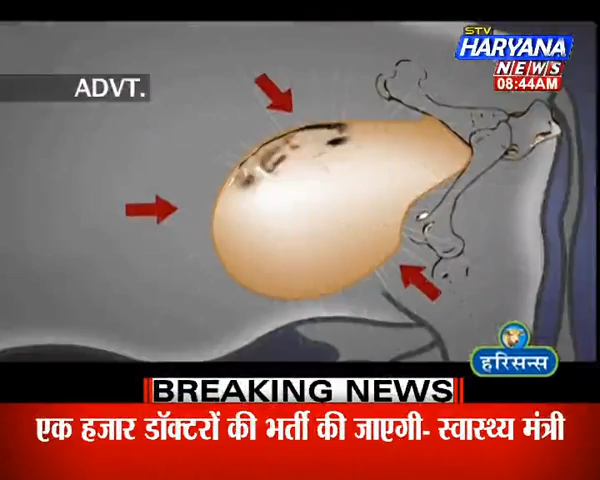 STV
HARYANA
NEWS
08:44AM
ADVT.
हरिसन्स
BREAKING NEWS
एक हजार डॉक्टरों की भर्ती की जाएगी- स्वास्थ्य मंत्री